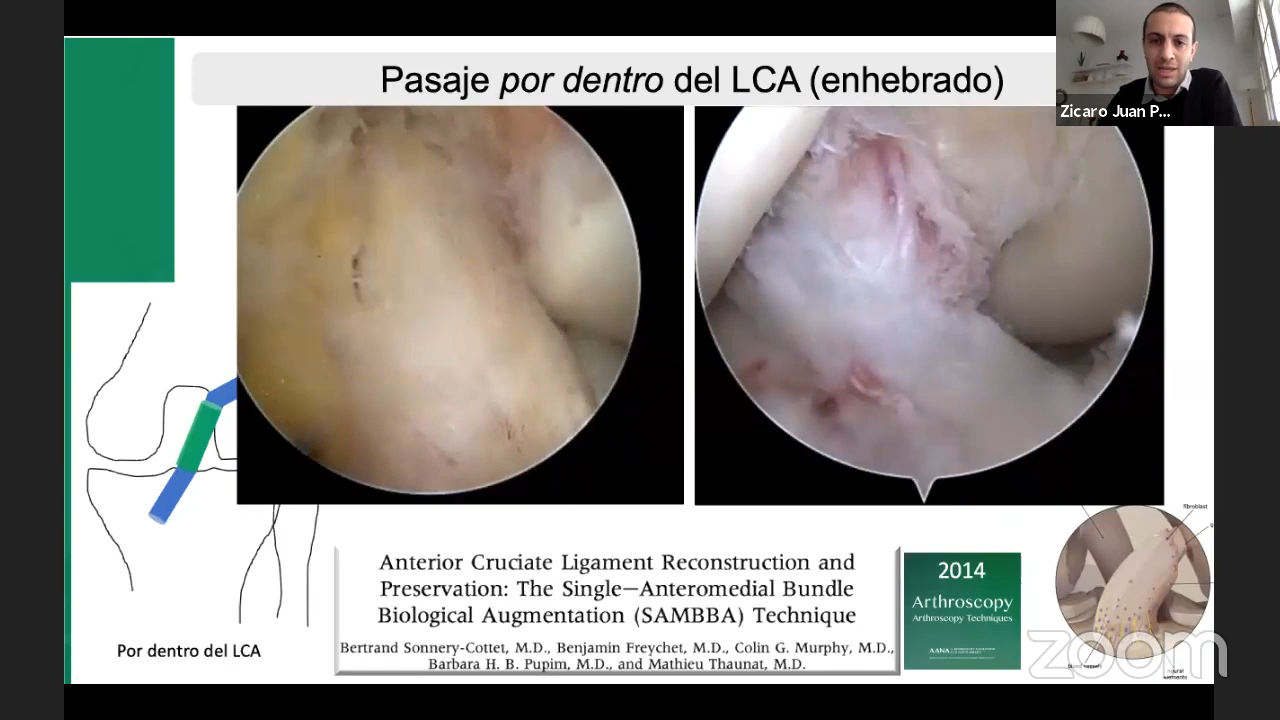 Pasaje por dentro del LCA (enhebrado)
Zicaro Juan P...
Anterior Cruciate Ligament Reconstruction and
Preservation: The Single–Anteromedial Bundle
Biological Augmentation (SAMBBA) Technique
Bertrand Sonnery-Cottet, M.D., Benjamin Freychet, M.D., Colin G. Murphy, M.D.,
Barbara H. B. Pupim, M.D., and Mathieu Thaunat, M.D.
2014
Arthroscopy
Arthroscopy Techniques
AANA
fibroblast
Por dentro del LCA
zoom